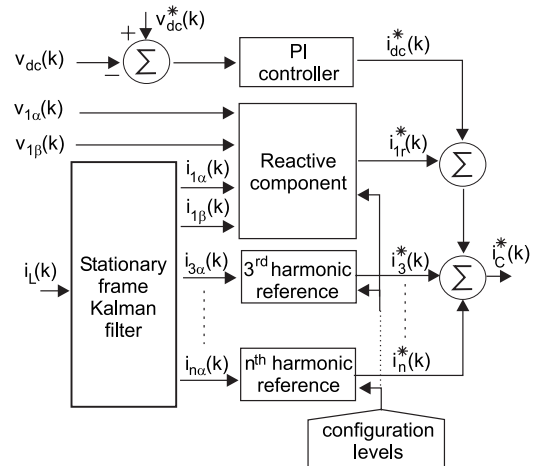 v*dc(k)
+
vdc(k)
−
Σ
PI
controller
i*dc(k)
v1α(k)
v1β(k)
Reactive
component
i*1r(k)
Σ
i1α(k)
i1β(k)
Stationary
frame
Kalman
filter
iL(k)
i3α(k)
3rd harmonic
reference
i*3(k)
Σ
i*C(k)
inα(k)
nth harmonic
reference
i*n(k)
configuration
levels